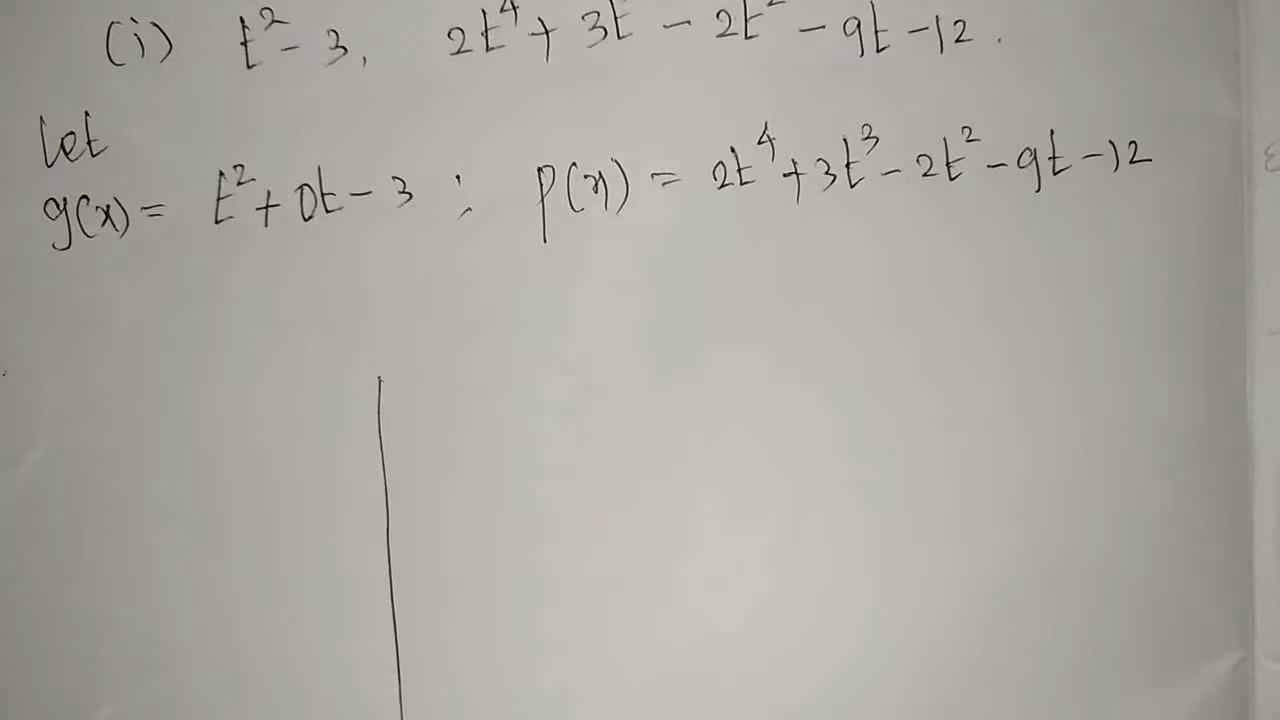 (i) t² - 3, 2t⁴ + 3t - 2t² - 9t - 12.
let
g(x) = t² + 0t - 3 ; p(x) = 2t⁴ + 3t³ - 2t² - 9t - 12